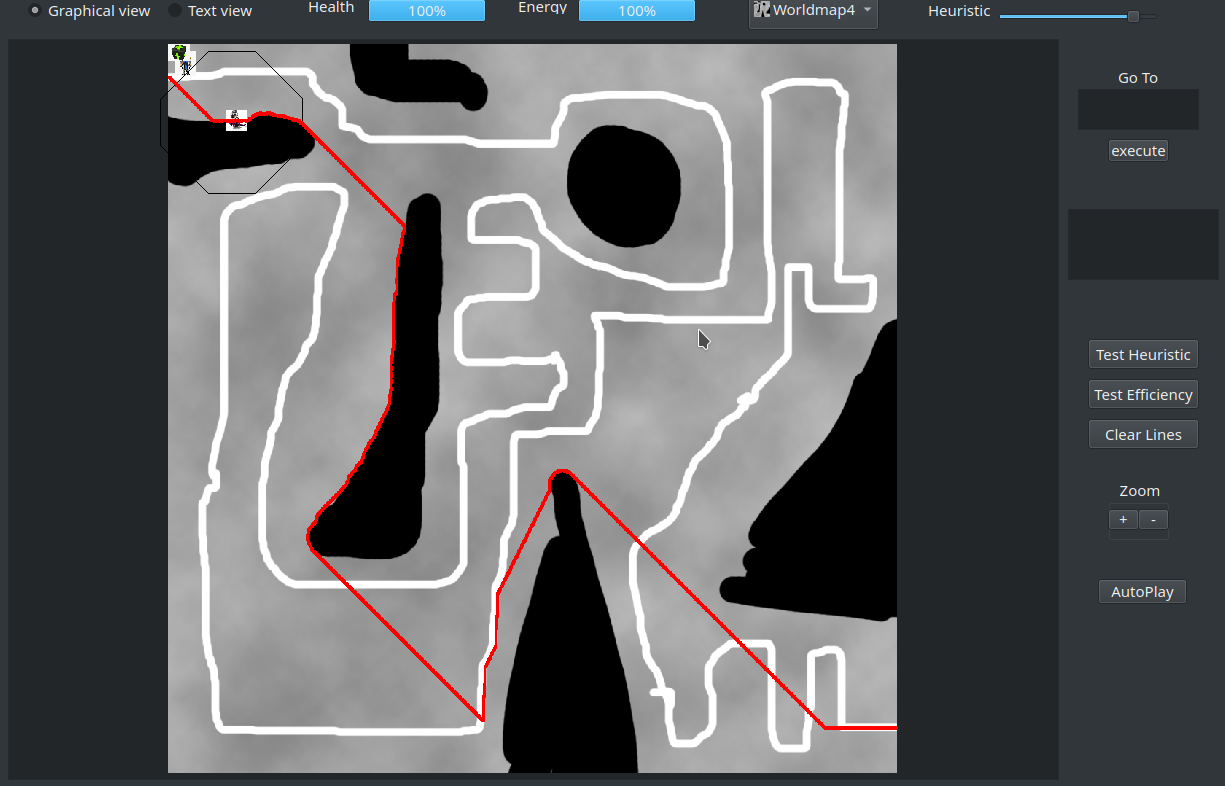 Graphical view Text view Health 100% Energy 100% Worldmap4 Heuristic
Go To
execute
Test Heuristic
Test Efficiency
Clear Lines
Zoom
+ -
AutoPlay